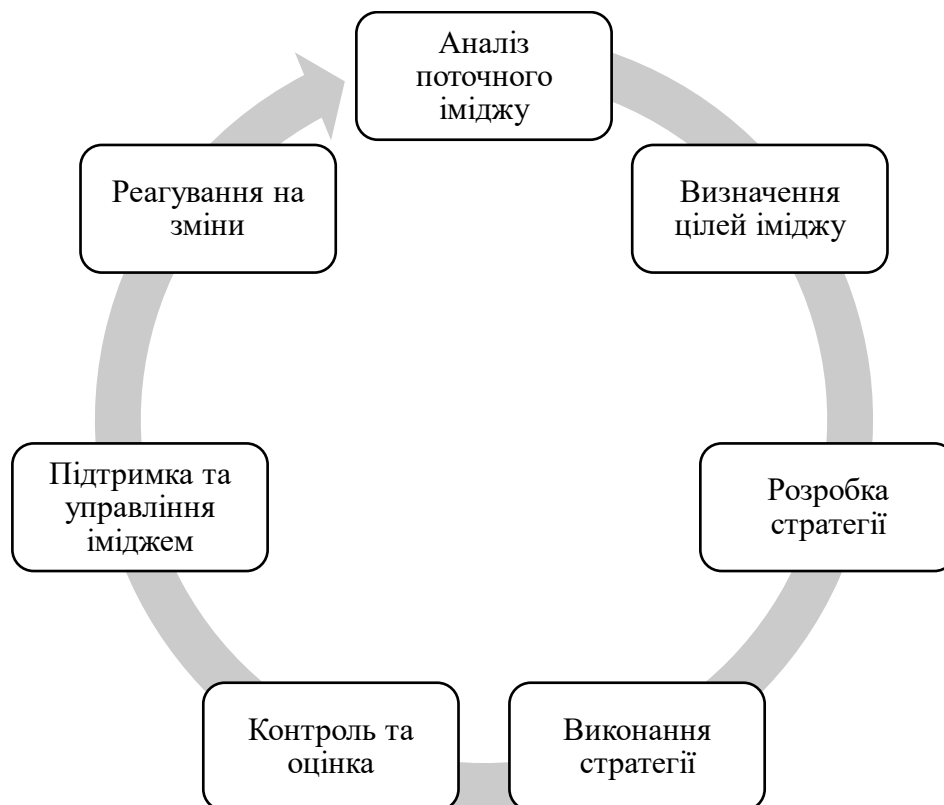 Аналіз
поточного
іміджу
Визначення
цілей іміджу
Розробка
стратегії
Виконання
стратегії
Контроль та
оцінка
Підтримка та
управління
іміджем
Реагування на
зміни